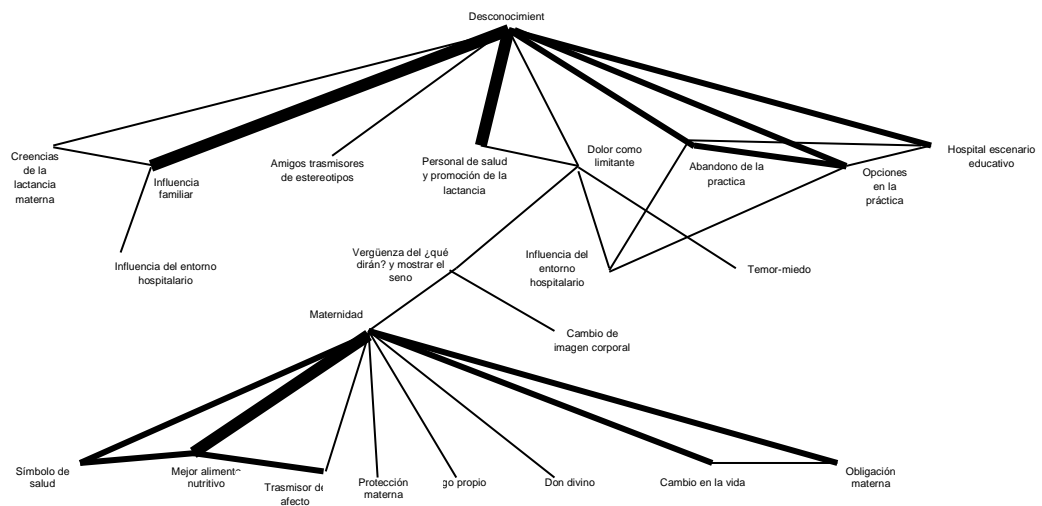 Desconocimient
Creencias
de la
lactancia
materna
Influencia
familiar
Amigos trasmisores
de estereotipos
Personal de salud
y promoción de la
lactancia
Dolor como
limitante
Abandono de la
practica
Opciones
en la
práctica
Hospital escenario
educativo
Influencia del entorno
hospitalario
Vergüenza del ¿qué
dirán? y mostrar el
seno
Influencia del
entorno
hospitalario
Temor-miedo
Maternidad
Cambio de
imagen corporal
Símbolo de
salud
Mejor alimento
nutritivo
Trasmisor de
afecto
Protección
materna
go propio
Don divino
Cambio en la vida
Obligación
materna